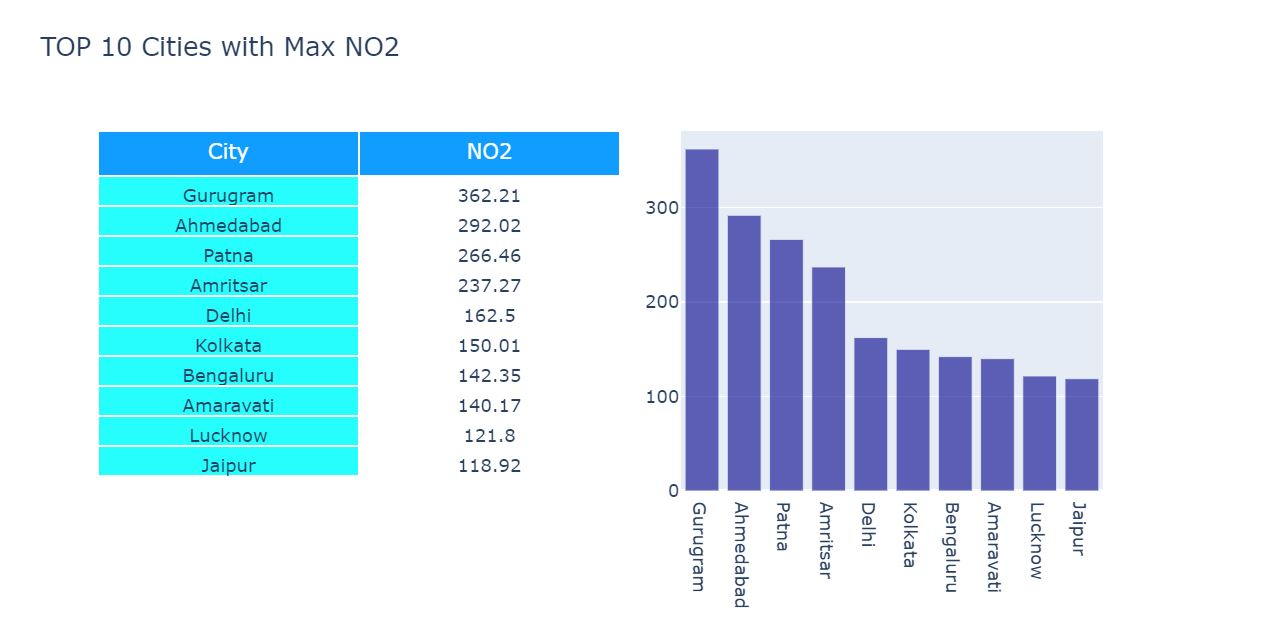 TOP 10 Cities with Max NO2
City NO2
Gurugram 362.21
Ahmedabad 292.02
Patna 266.46
Amritsar 237.27
Delhi 162.5
Kolkata 150.01
Bengaluru 142.35
Amaravati 140.17
Lucknow 121.8
Jaipur 118.92
300
200
100
0
Gurugram
Ahmedabad
Patna
Amritsar
Delhi
Kolkata
Bengaluru
Amaravati
Lucknow
Jaipur